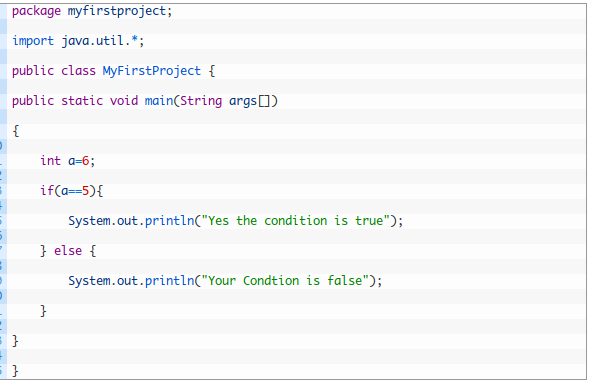 package myfirstproject;
import java.util.*;
public class MyFirstProject {
public static void main(String args[])
{
int a=6;
if(a==5){
System.out.println("Yes the condition is true");
} else {
System.out.println("Your Condtion is false");
}
}
}